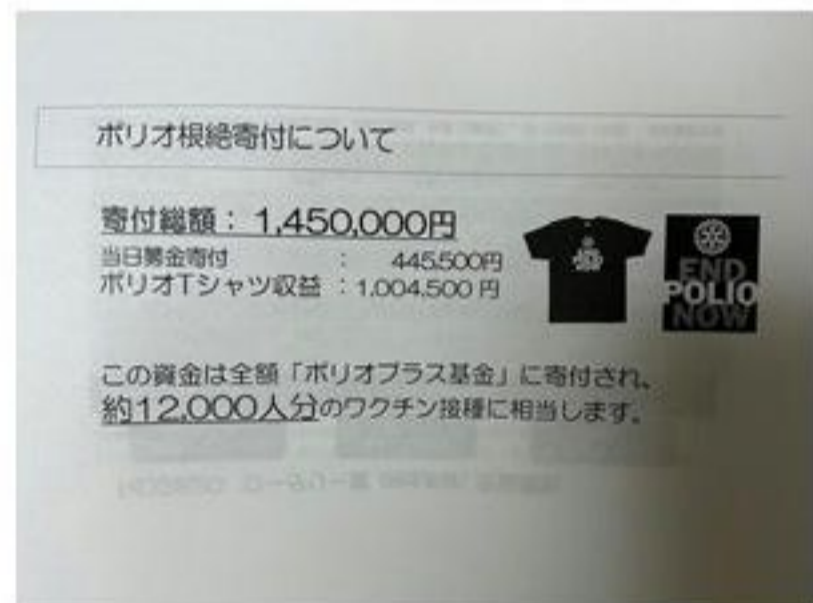 ポリオ根絶寄付について
寄付総額： 1,450,000円
当日募金寄付　： 445,500円
ポリオTシャツ収益 ：1,004,500 円
END
POLIO
NOW
この資金は全額「ポリオプラス基金」に寄付され、
約12,000人分のワクチン接種に相当します。